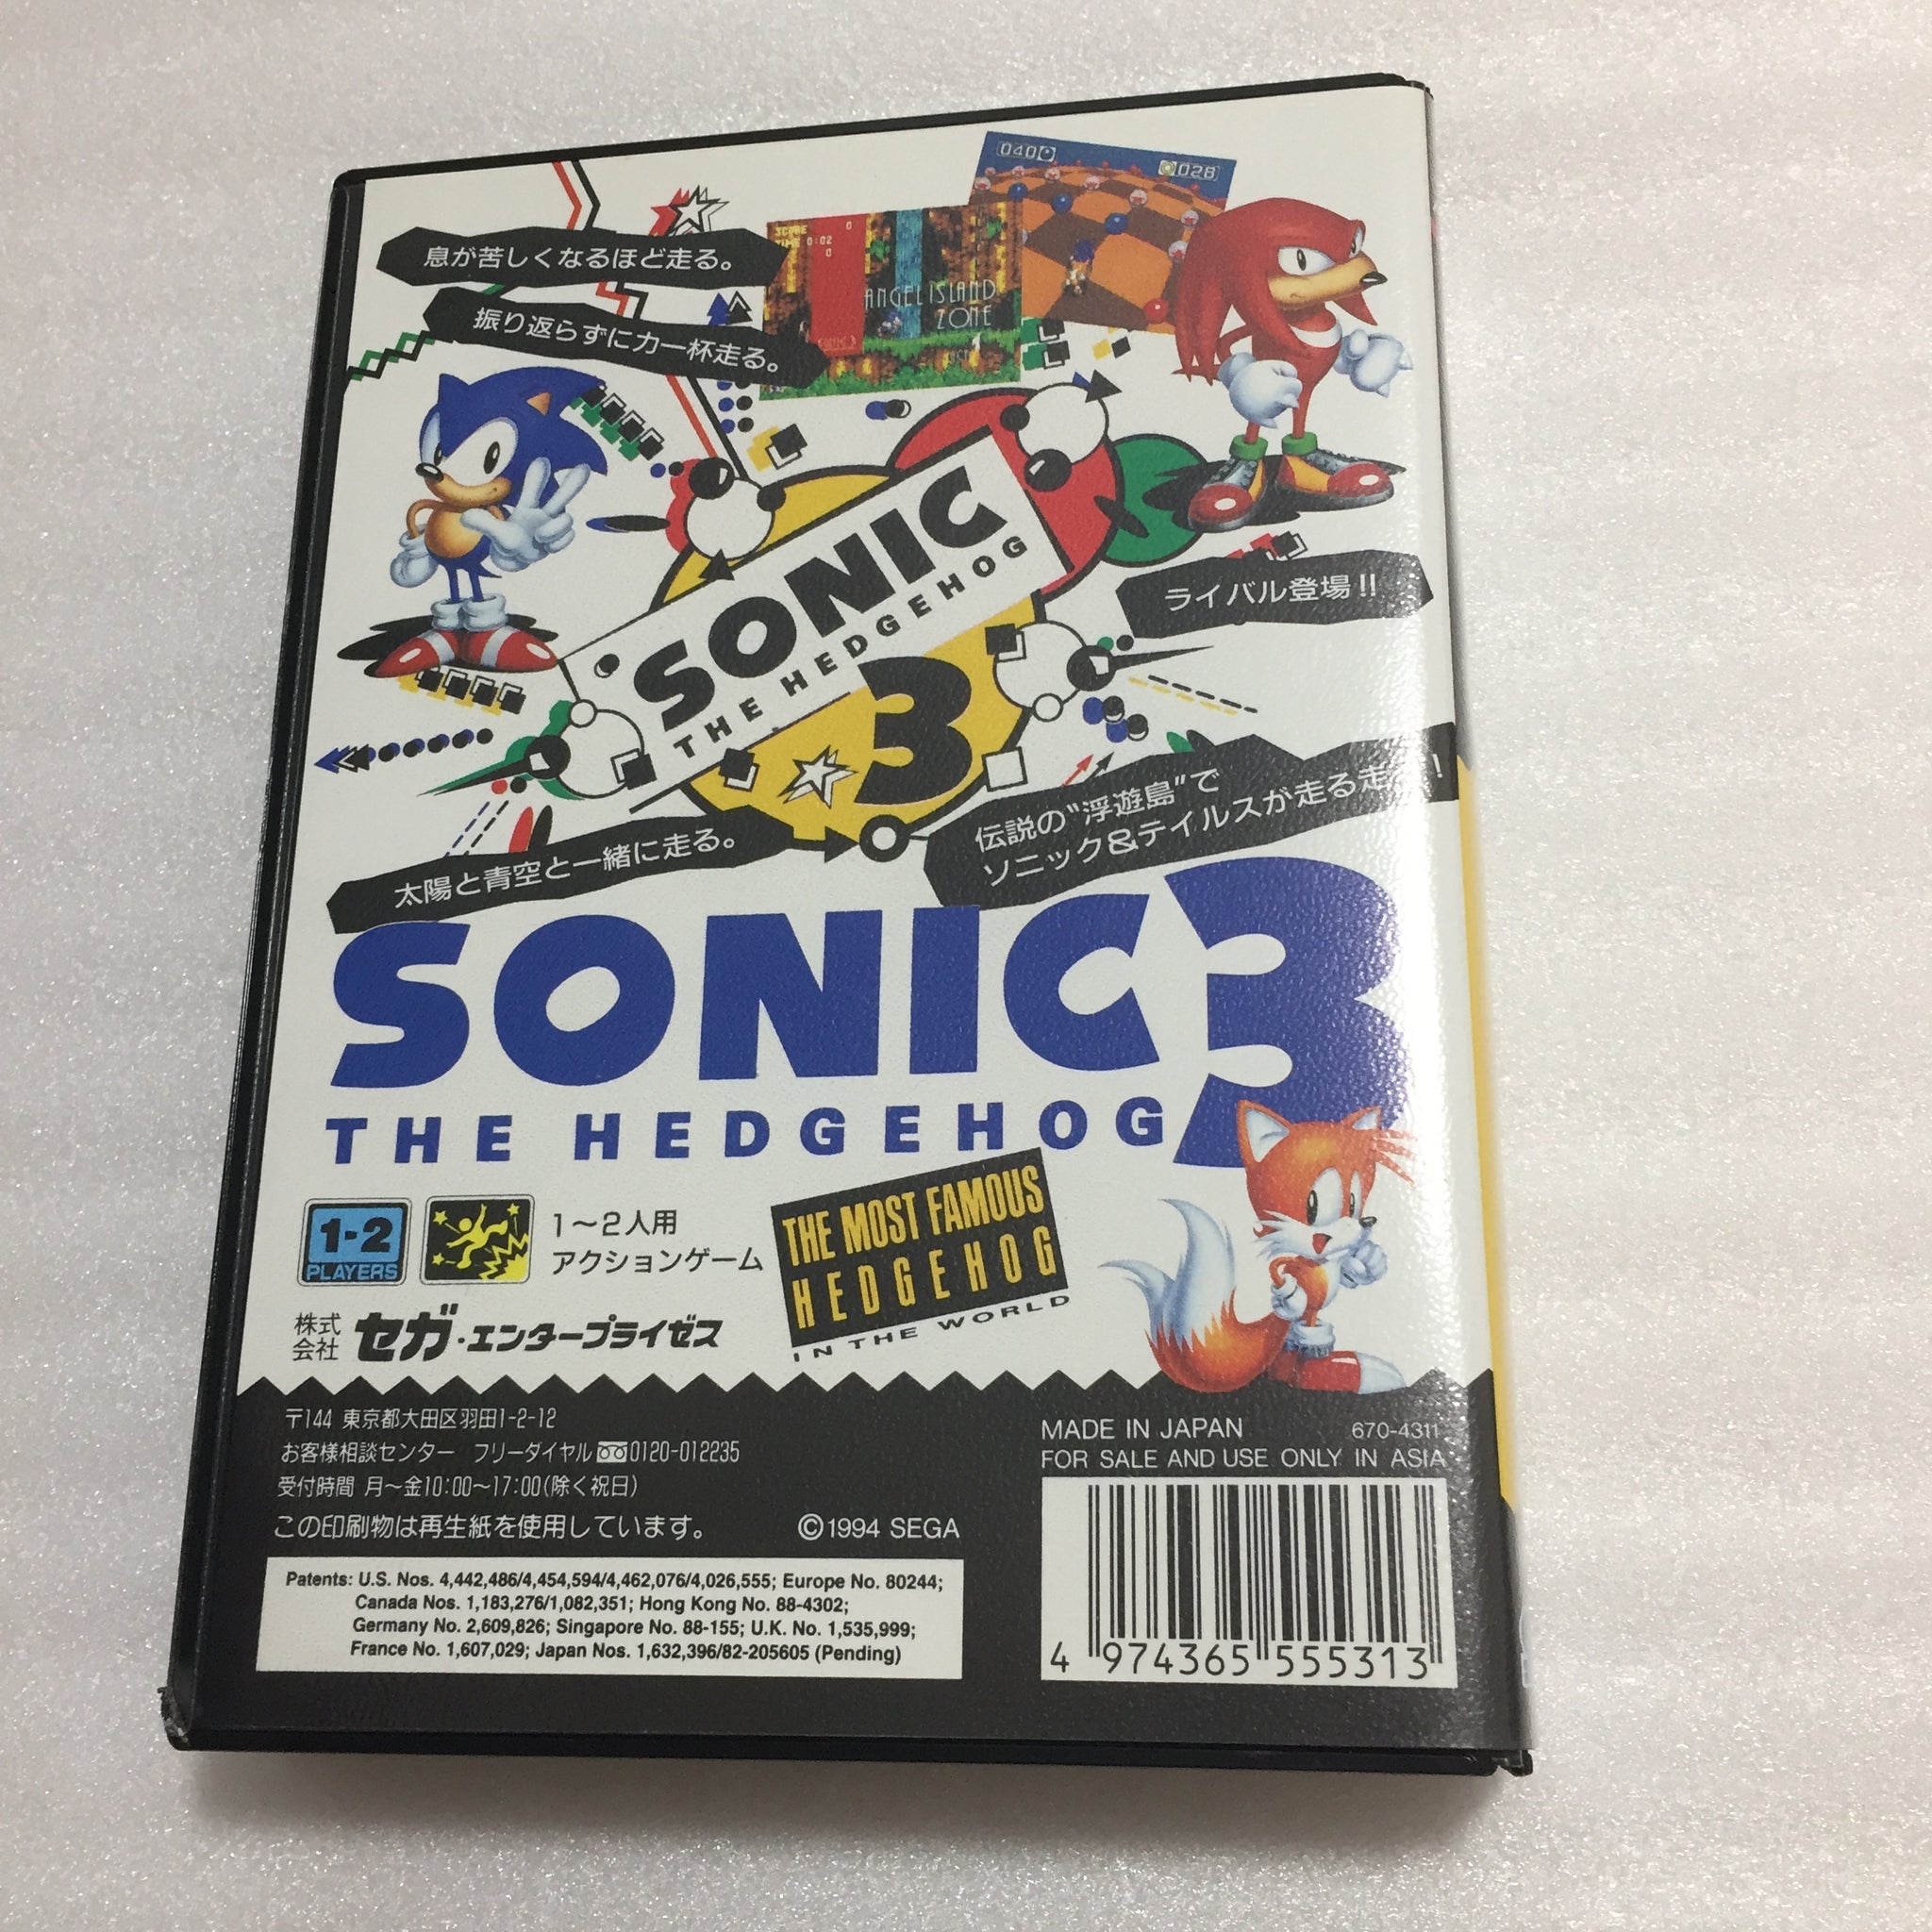 息が苦しくなるほど走る。
振り返らずに力一杯走る。
040
028
SCORE 0
TIME 0:02
0
ANGEL ISLAND
ZONE
SONIC
THE HEDGEHOG
3
ライバル登場!!
太陽と青空と一緒に走る。
伝説の“浮遊島”で
ソニック&テイルスが走る走 !
SONIC 3
THE HEDGEHOG
1-2
PLAYERS
1～2人用
アクションゲーム
THE MOST FAMOUS
HEDGEHOG
IN THE WORLD
株式
会社
セガ・エンタープライゼス
〒144 東京都大田区羽田1-2-12
お客様相談センター フリーダイヤル 0120-012235
受付時間 月～金10:00～17:00(除く祝日)
この印刷物は再生紙を使用しています。
©1994 SEGA
MADE IN JAPAN 670-4311
FOR SALE AND USE ONLY IN ASIA
Patents: U.S. Nos. 4,442,486/4,454,594/4,462,076/4,026,555; Europe No. 80244;
Canada Nos. 1,183,276/1,082,351; Hong Kong No. 88-4302;
Germany No. 2,609,826; Singapore No. 88-155; U.K. No. 1,535,999;
France No. 1,607,029; Japan Nos. 1,632,396/82-205605 (Pending)
4 974365 555313